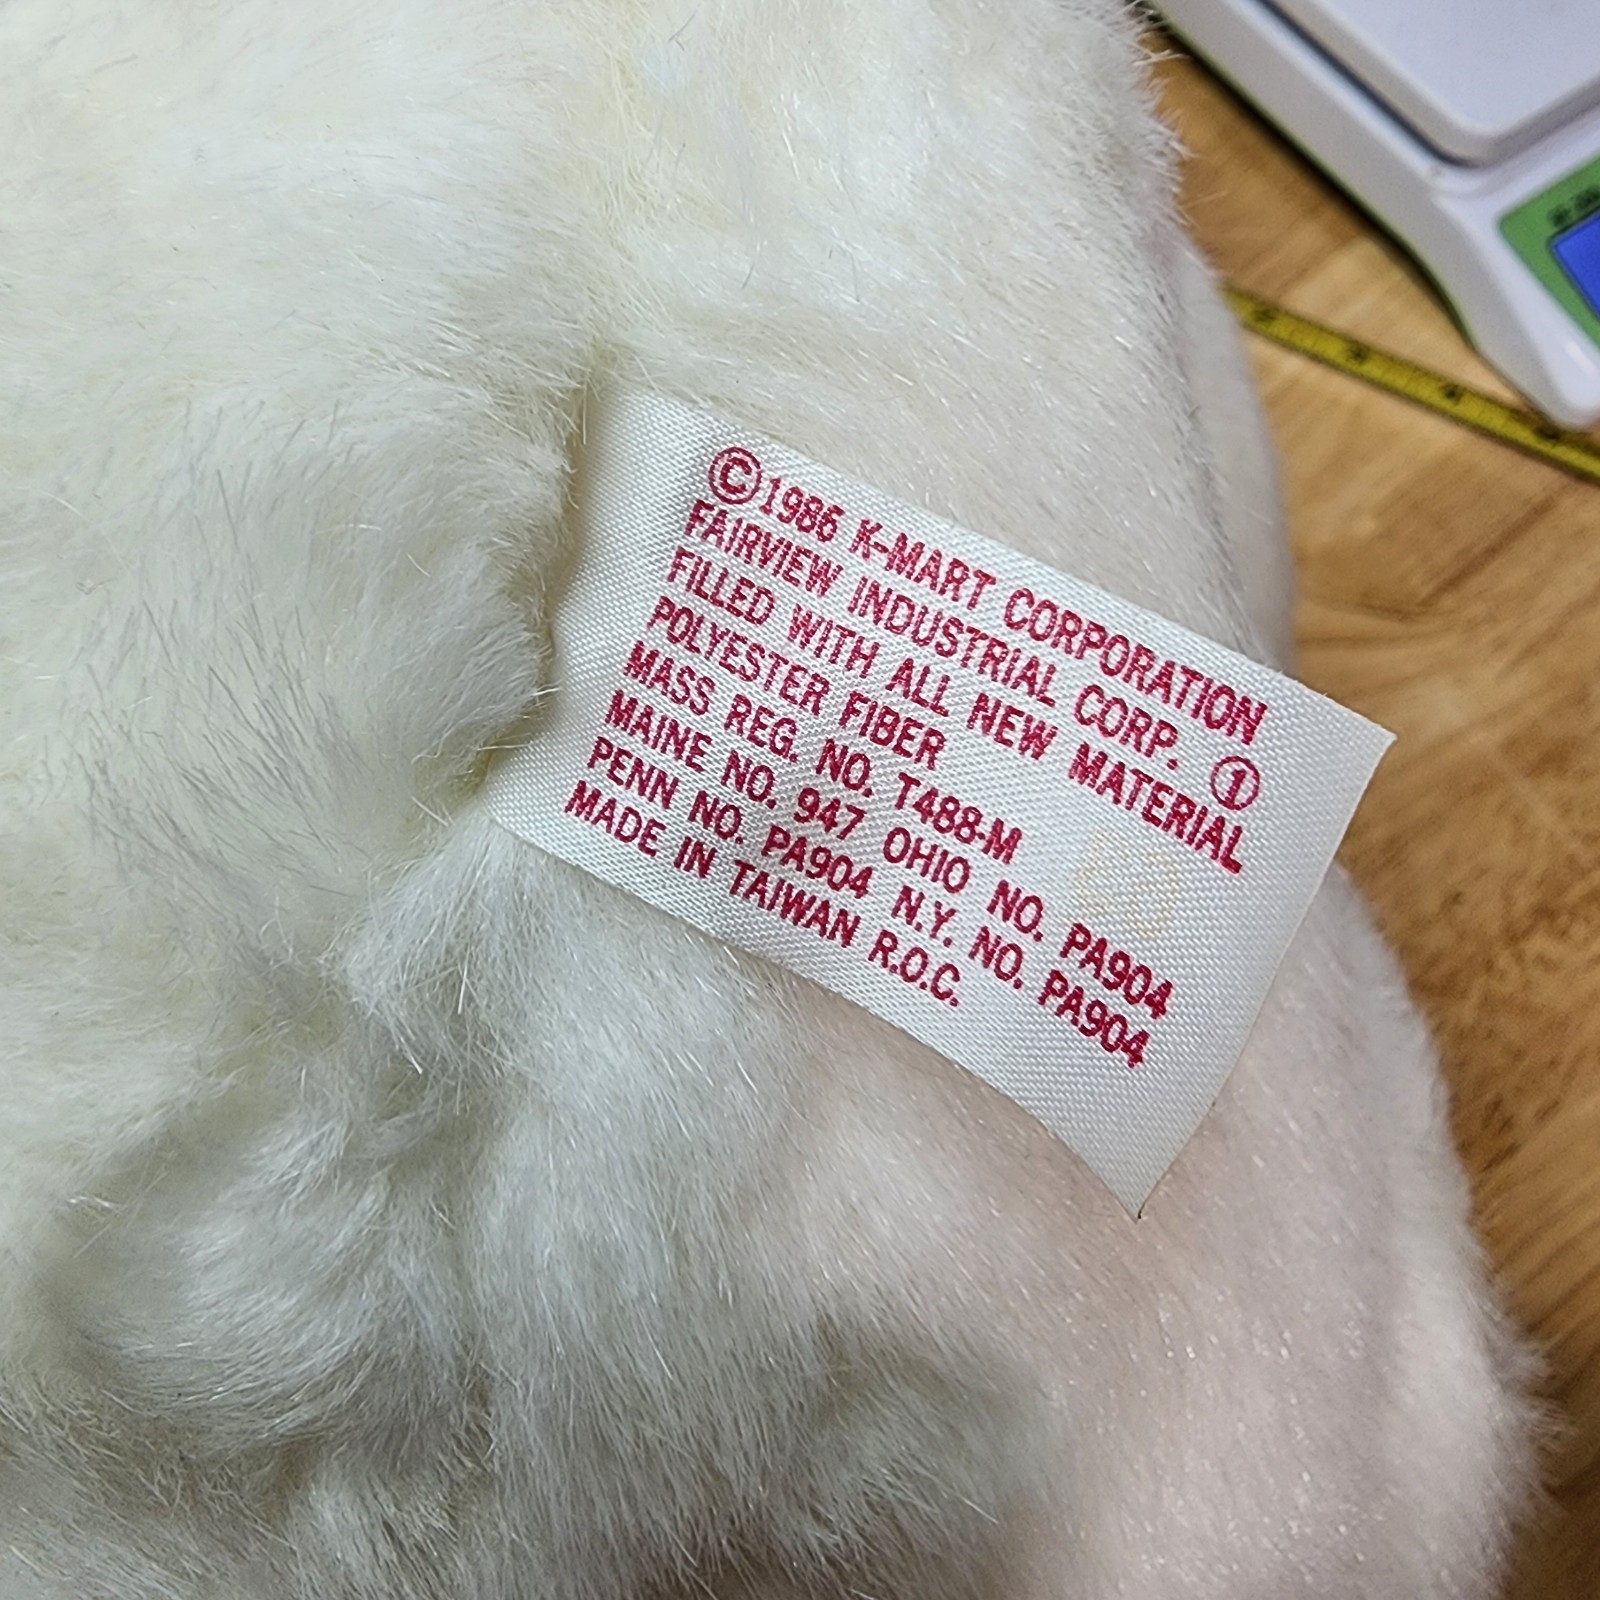 ©1986 K-MART CORPORATION
FAIRVIEW INDUSTRIAL CORP. ①
FILLED WITH ALL NEW MATERIAL
POLYESTER FIBER
MASS REG. NO. T488-M
MAINE NO. 947 OHIO NO. PA904
PENN NO. PA904 N.Y. NO. PA904
MADE IN TAIWAN R.O.C.